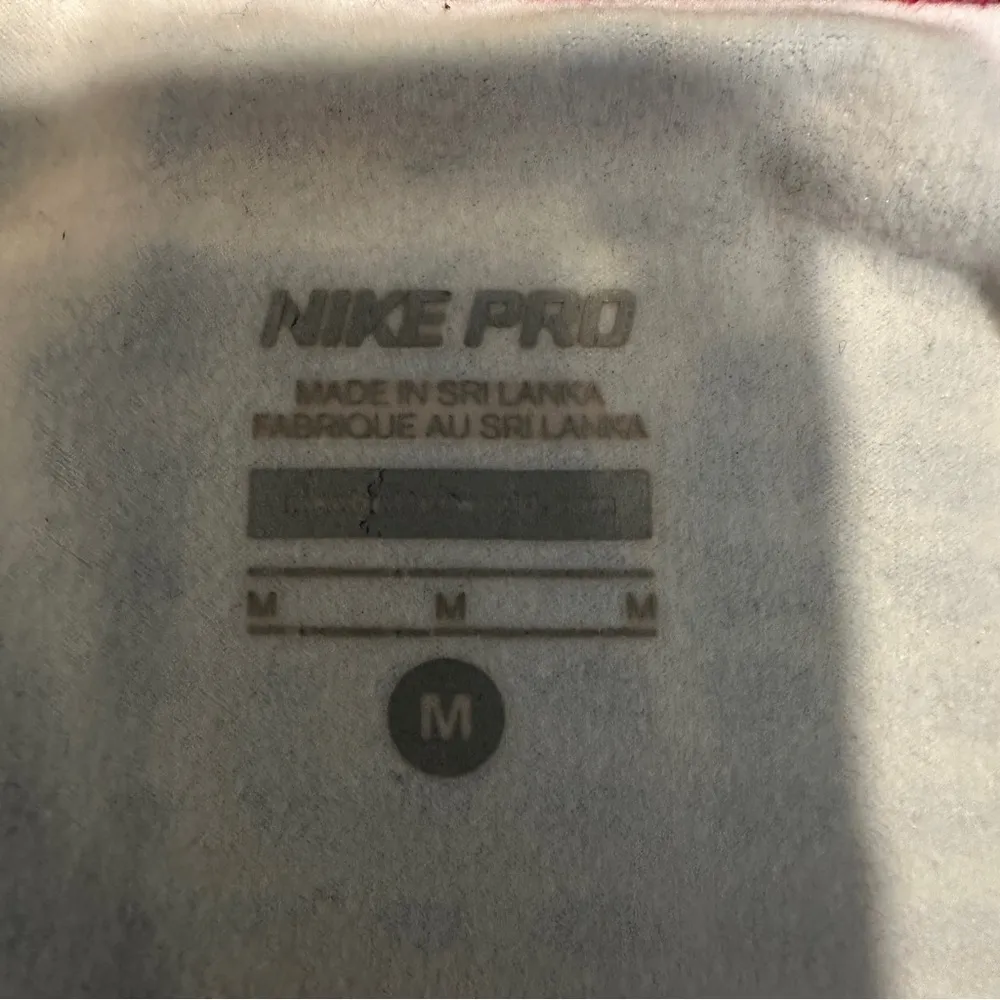 NIKE PRO
MADE IN SRI LANKA
FABRIQUE AU SRI LANKA
M M M
M